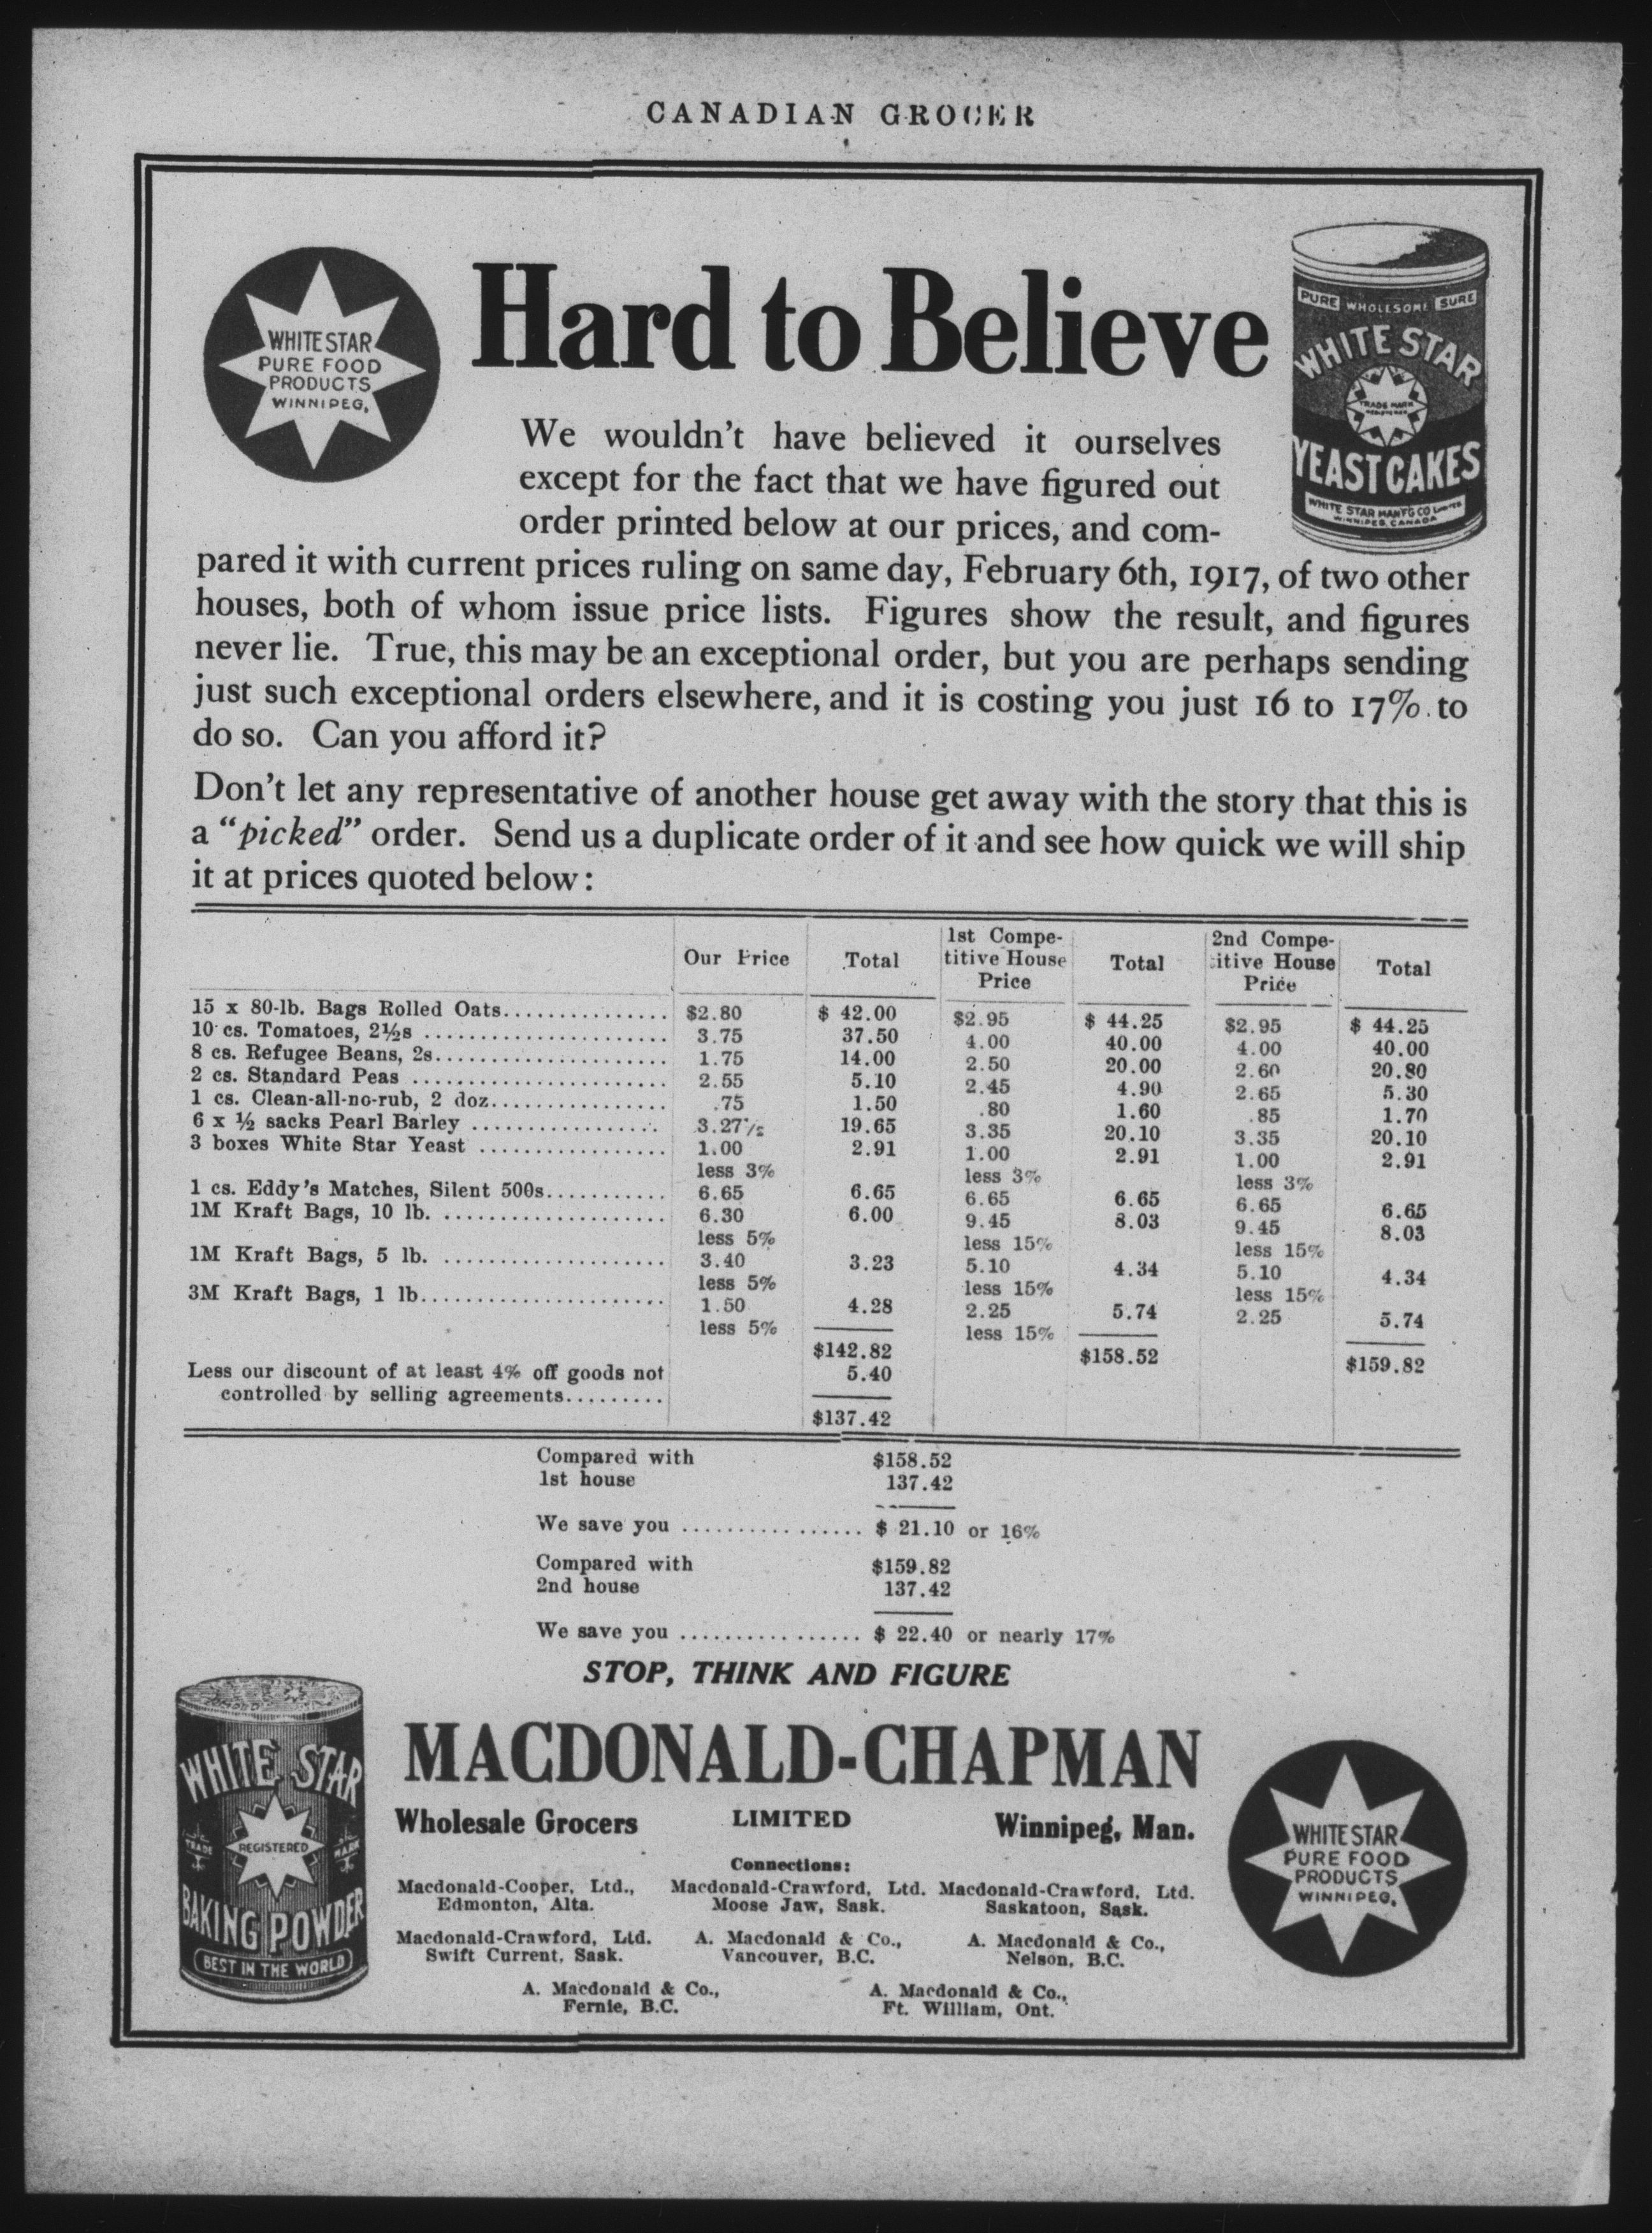 CANADIAN GROCER
WHITE STAR
PURE FOOD
PRODUCTS
WINNIPEG,
Hard to Believe
PURE WHOLESOME SURE
WHITE STAR
TRADE MARK
YEAST CAKES
WHITE STAR MAN'F'G CO LIMITED
WINNIPEG, CANADA
We wouldn't have believed it ourselves
except for the fact that we have figured out
order printed below at our prices, and com-
pared it with current prices ruling on same day, February 6th, 1917, of two other
houses, both of whom issue price lists. Figures show the result, and figures
never lie. True, this may be an exceptional order, but you are perhaps sending
just such exceptional orders elsewhere, and it is costing you just 16 to 17% to
do so. Can you afford it?
Don't let any representative of another house get away with the story that this is
a "picked" order. Send us a duplicate order of it and see how quick we will ship
it at prices quoted below:
Our Price Total 1st Compe- Total 2nd Compe- Total
titive House titive House
Price Price
15 x 80-lb. Bags Rolled Oats............... $2.80 $ 42.00 $2.95 $ 44.25 $2.95 $ 44.25
10 cs. Tomatoes, 2½s ...................... 3.75 37.50 4.00 40.00 4.00 40.00
8 cs. Refugee Beans, 2s..................... 1.75 14.00 2.50 20.00 2.60 20.80
2 cs. Standard Peas ....................... 2.55 5.10 2.45 4.90 2.65 5.30
1 cs. Clean-all-no-rub, 2 doz................ .75 1.50 .80 1.60 .85 1.70
6 x ½ sacks Pearl Barley ................. 3.27½ 19.65 3.35 20.10 3.35 20.10
3 boxes White Star Yeast ................. 1.00 2.91 1.00 2.91 1.00 2.91
less 3% less 3% less 3%
1 cs. Eddy's Matches, Silent 500s........... 6.65 6.65 6.65 6.65 6.65 6.65
1M Kraft Bags, 10 lb. ..................... 6.30 6.00 9.45 8.03 9.45 8.03
less 5% less 15% less 15%
1M Kraft Bags, 5 lb. ..................... 3.40 3.23 5.10 4.34 5.10 4.34
less 5% less 15% less 15%
3M Kraft Bags, 1 lb....................... 1.50 4.28 2.25 5.74 2.25 5.74
less 5% less 15%
$142.82 $158.52 $159.82
Less our discount of at least 4% off goods not 5.40
controlled by selling agreements.........
$137.42
Compared with $158.52
1st house 137.42
We save you ................ $ 21.10 or 16%
Compared with $159.82
2nd house 137.42
We save you ................ $ 22.40 or nearly 17%
STOP, THINK AND FIGURE
WHITE STAR
TRADE REGISTERED MARK
BAKING POWDER
BEST IN THE WORLD
MACDONALD-CHAPMAN
Wholesale Grocers LIMITED Winnipeg, Man.
Connections:
Macdonald-Cooper, Ltd., Macdonald-Crawford, Ltd. Macdonald-Crawford, Ltd.
Edmonton, Alta. Moose Jaw, Sask. Saskatoon, Sask.
Macdonald-Crawford, Ltd. A. Macdonald & Co., A. Macdonald & Co.,
Swift Current, Sask. Vancouver, B.C. Nelson, B.C.
A. Macdonald & Co., A. Macdonald & Co.,
Fernie, B.C. Ft. William, Ont.
WHITE STAR
PURE FOOD
PRODUCTS
WINNIPEG,